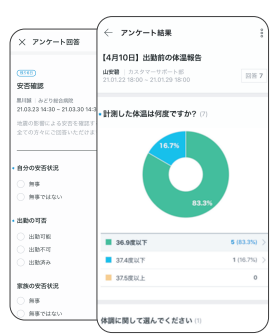 × アンケート回答
安否確認
黒川顕 みどり総合病院
21.03.23 14:30 ~ 21.03.30 14:3
地震の影響による安否を確認す
全ての方々にご回答いただけま
自分の安否状況
無事
無事ではない
出勤の可否
出勤可能
出勤不可
出勤済み
家族の安否状況
無事
無事ではない
← アンケート結果
【4月10日】出勤前の体温報告
カスタマーサポート部
21.01.22 18:00 ~ 21.01.29 18:00
回答 7
計測した体温は何度ですか? (7)
16.7%
83.3%
36.9度以下 5 (83.3%) >
37.4度以下 1 (16.7%) >
37.5度以上 0
体調に関して選んでください (1)